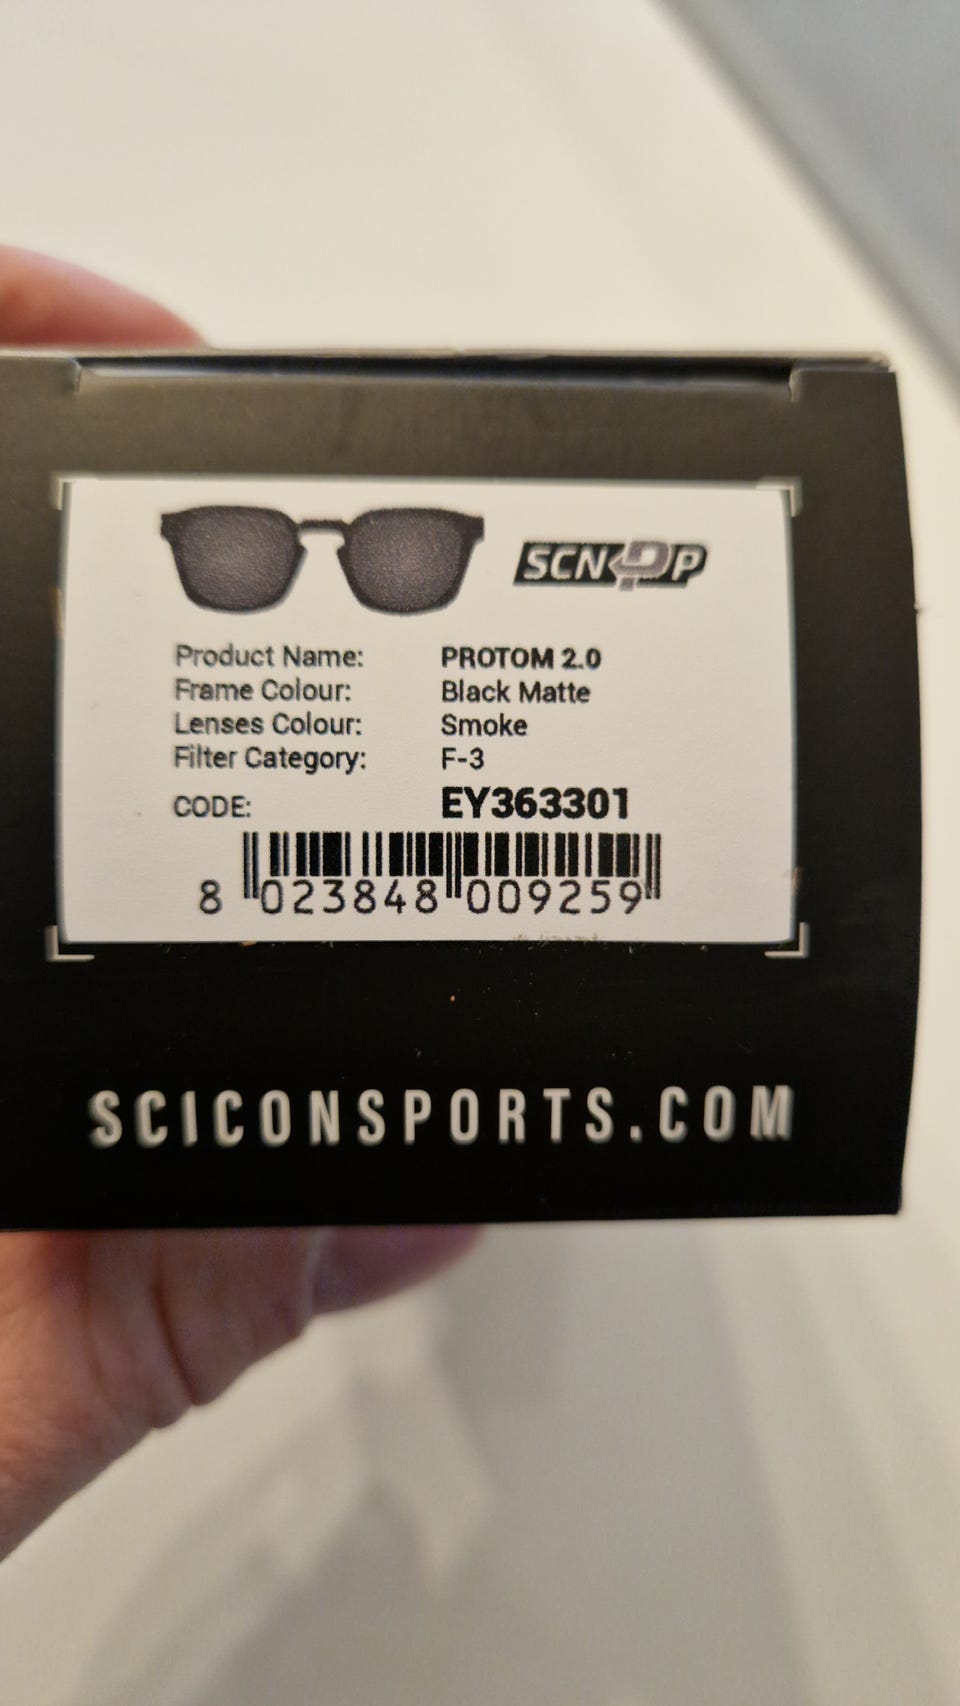 SCNPP
Product Name: PROTOM 2.0
Frame Colour: Black Matte
Lenses Colour: Smoke
Filter Category: F-3
CODE: EY363301
8 023848 009259
SCICONSPORTS.COM